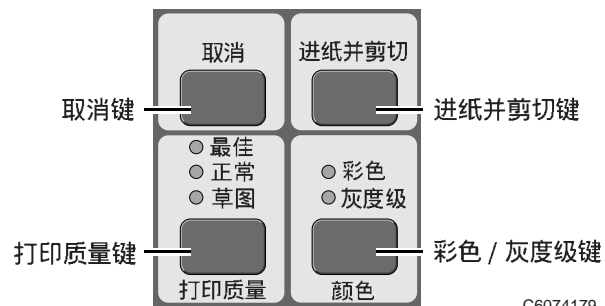 取消
进纸并剪切
取消键
进纸并剪切键
最佳
正常
彩色
草图
灰度级
打印质量键
彩色 / 灰度级键
打印质量
颜色
C6074179